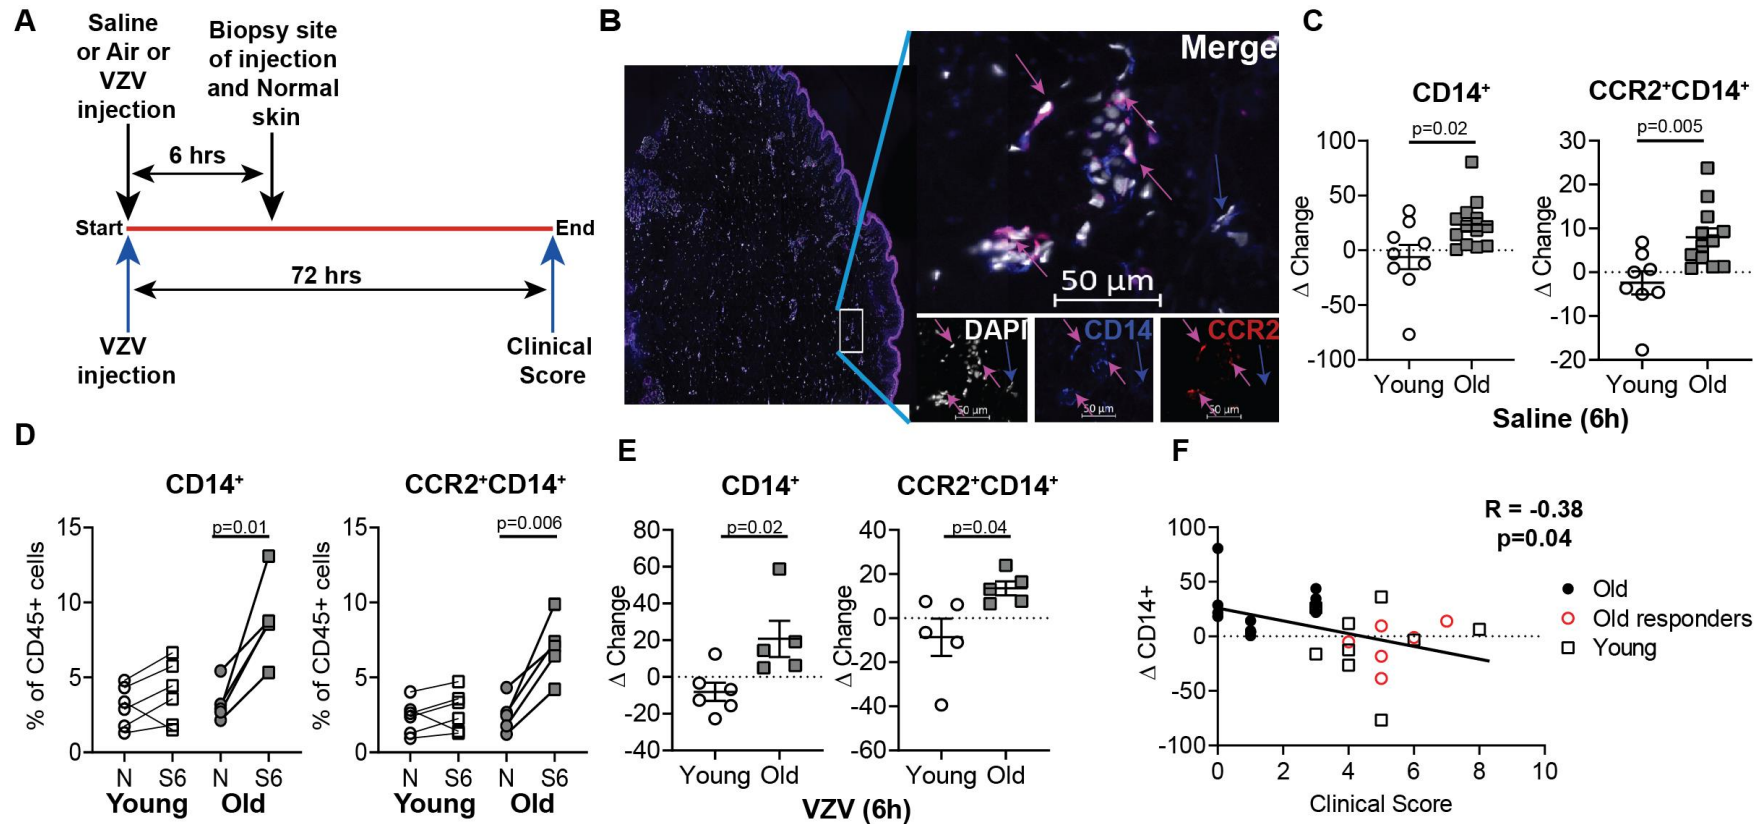 A
Saline
or Air or
VZV
injection
Biopsy site
of injection
and Normal
skin
6 hrs
Start
End
72 hrs
VZV
injection
Clinical
Score
B
Merge
50 µm
DAPI
50 µm
CD14
50 µm
CCR2
50 µm
C
CD14⁺
p=0.02
Δ Change
100
50
0
-50
-100
Young Old
CCR2⁺CD14⁺
p=0.005
Δ Change
30
20
10
0
-10
-20
Young Old
Saline (6h)
D
CD14⁺
p=0.01
% of CD45+ cells
15
10
5
0
N S6 N S6
Young Old
CCR2⁺CD14⁺
p=0.006
% of CD45+ cells
15
10
5
0
N S6 N S6
Young Old
E
CD14⁺
p=0.02
Δ Change
80
60
40
20
0
-20
-40
Young Old
CCR2⁺CD14⁺
p=0.04
Δ Change
40
20
0
-20
-40
-60
Young Old
VZV (6h)
F
R = -0.38
p=0.04
Δ CD14+
100
50
0
-50
-100
0 2 4 6 8 10
Clinical Score
Old
Old responders
Young